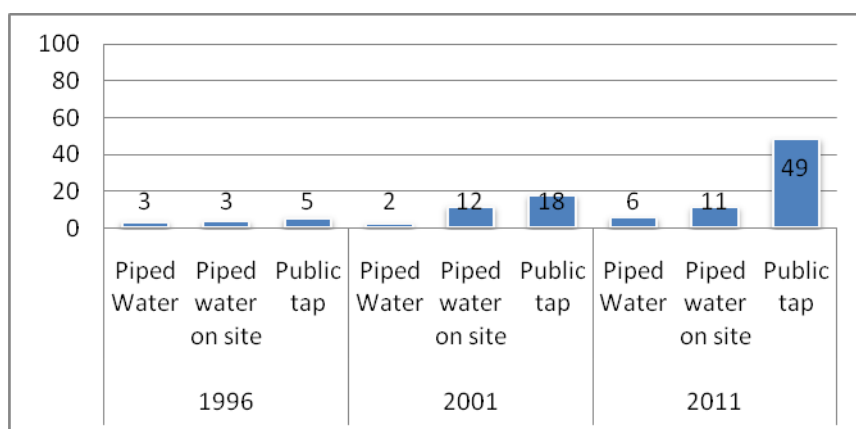 100
80
60
40
20
0
3 3 5 2 12 18 6 11 49
Piped Piped Public Piped Piped Public Piped Piped Public
Water water tap Water water tap Water water tap
on site on site on site
1996 2001 2011